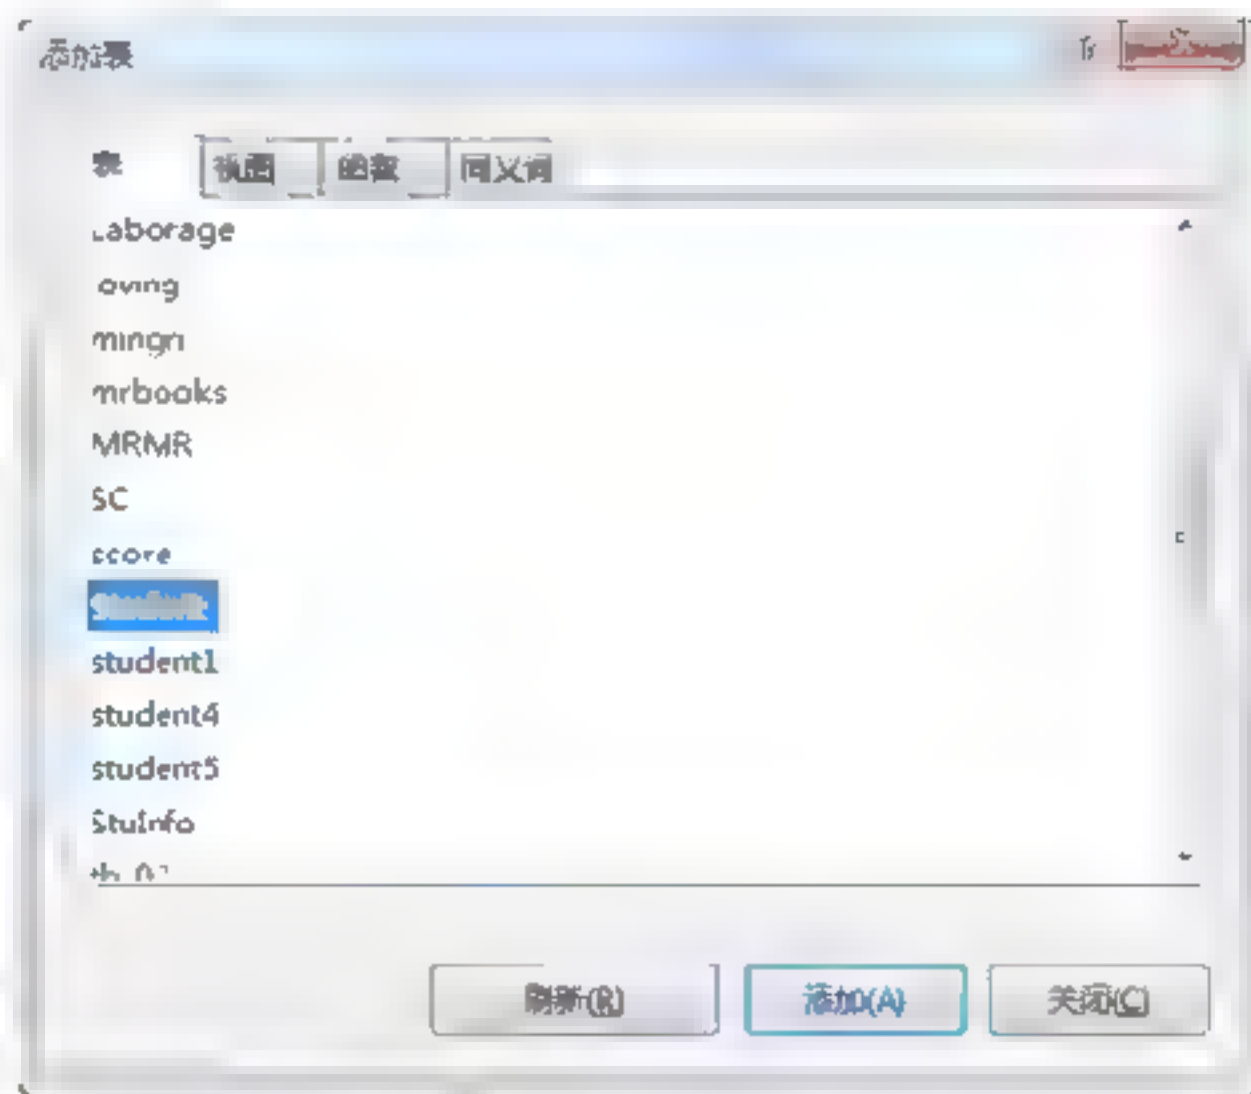 添加表
表 视图 函数 同义词
Laborage
loving
mingri
mrbooks
MRMR
SC
score
student1
student4
student5
StuInfo
刷新(R) 添加(A) 关闭(C)